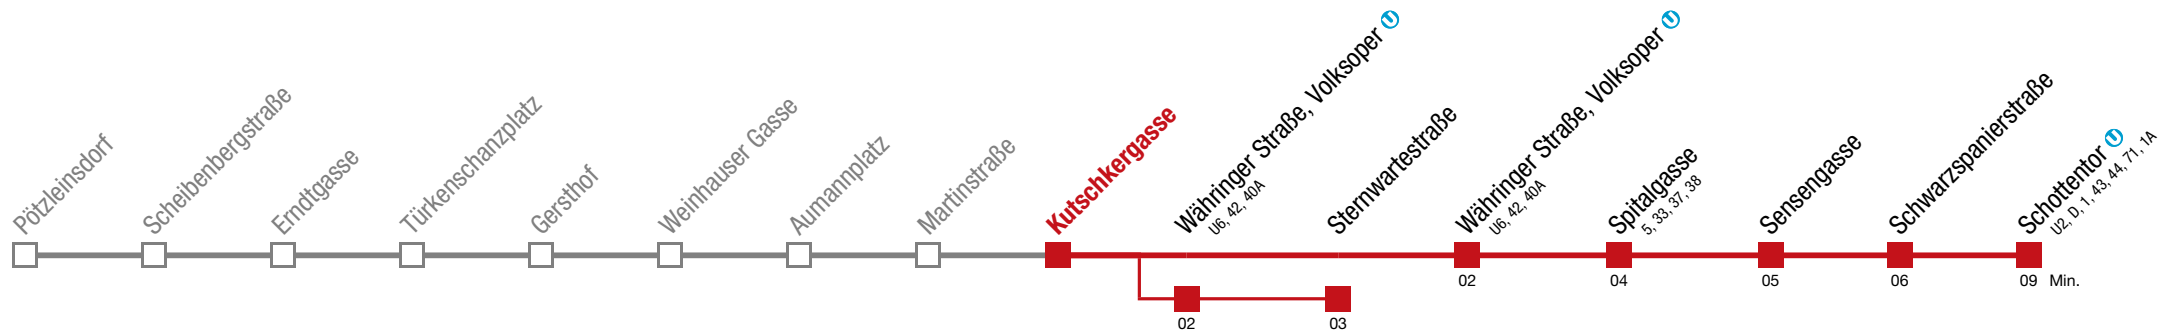 Pötzleinsdorf
Scheibenbergstraße
Erndtgasse
Türkenschanzplatz
Gersthof
Weinhauser Gasse
Aumannplatz
Martinstraße
Kutschkergasse
Währinger Straße, Volksoper U
U6, 42, 40A
Sternwartestraße
Währinger Straße, Volksoper U
U6, 42, 40A
Spitalgasse
5, 33, 37, 38
Sensengasse
Schwarzspanierstraße
Schottentor U
U2, D, 1, 43, 44, 71, 1A
02 04 05 06 09 Min.
02 03